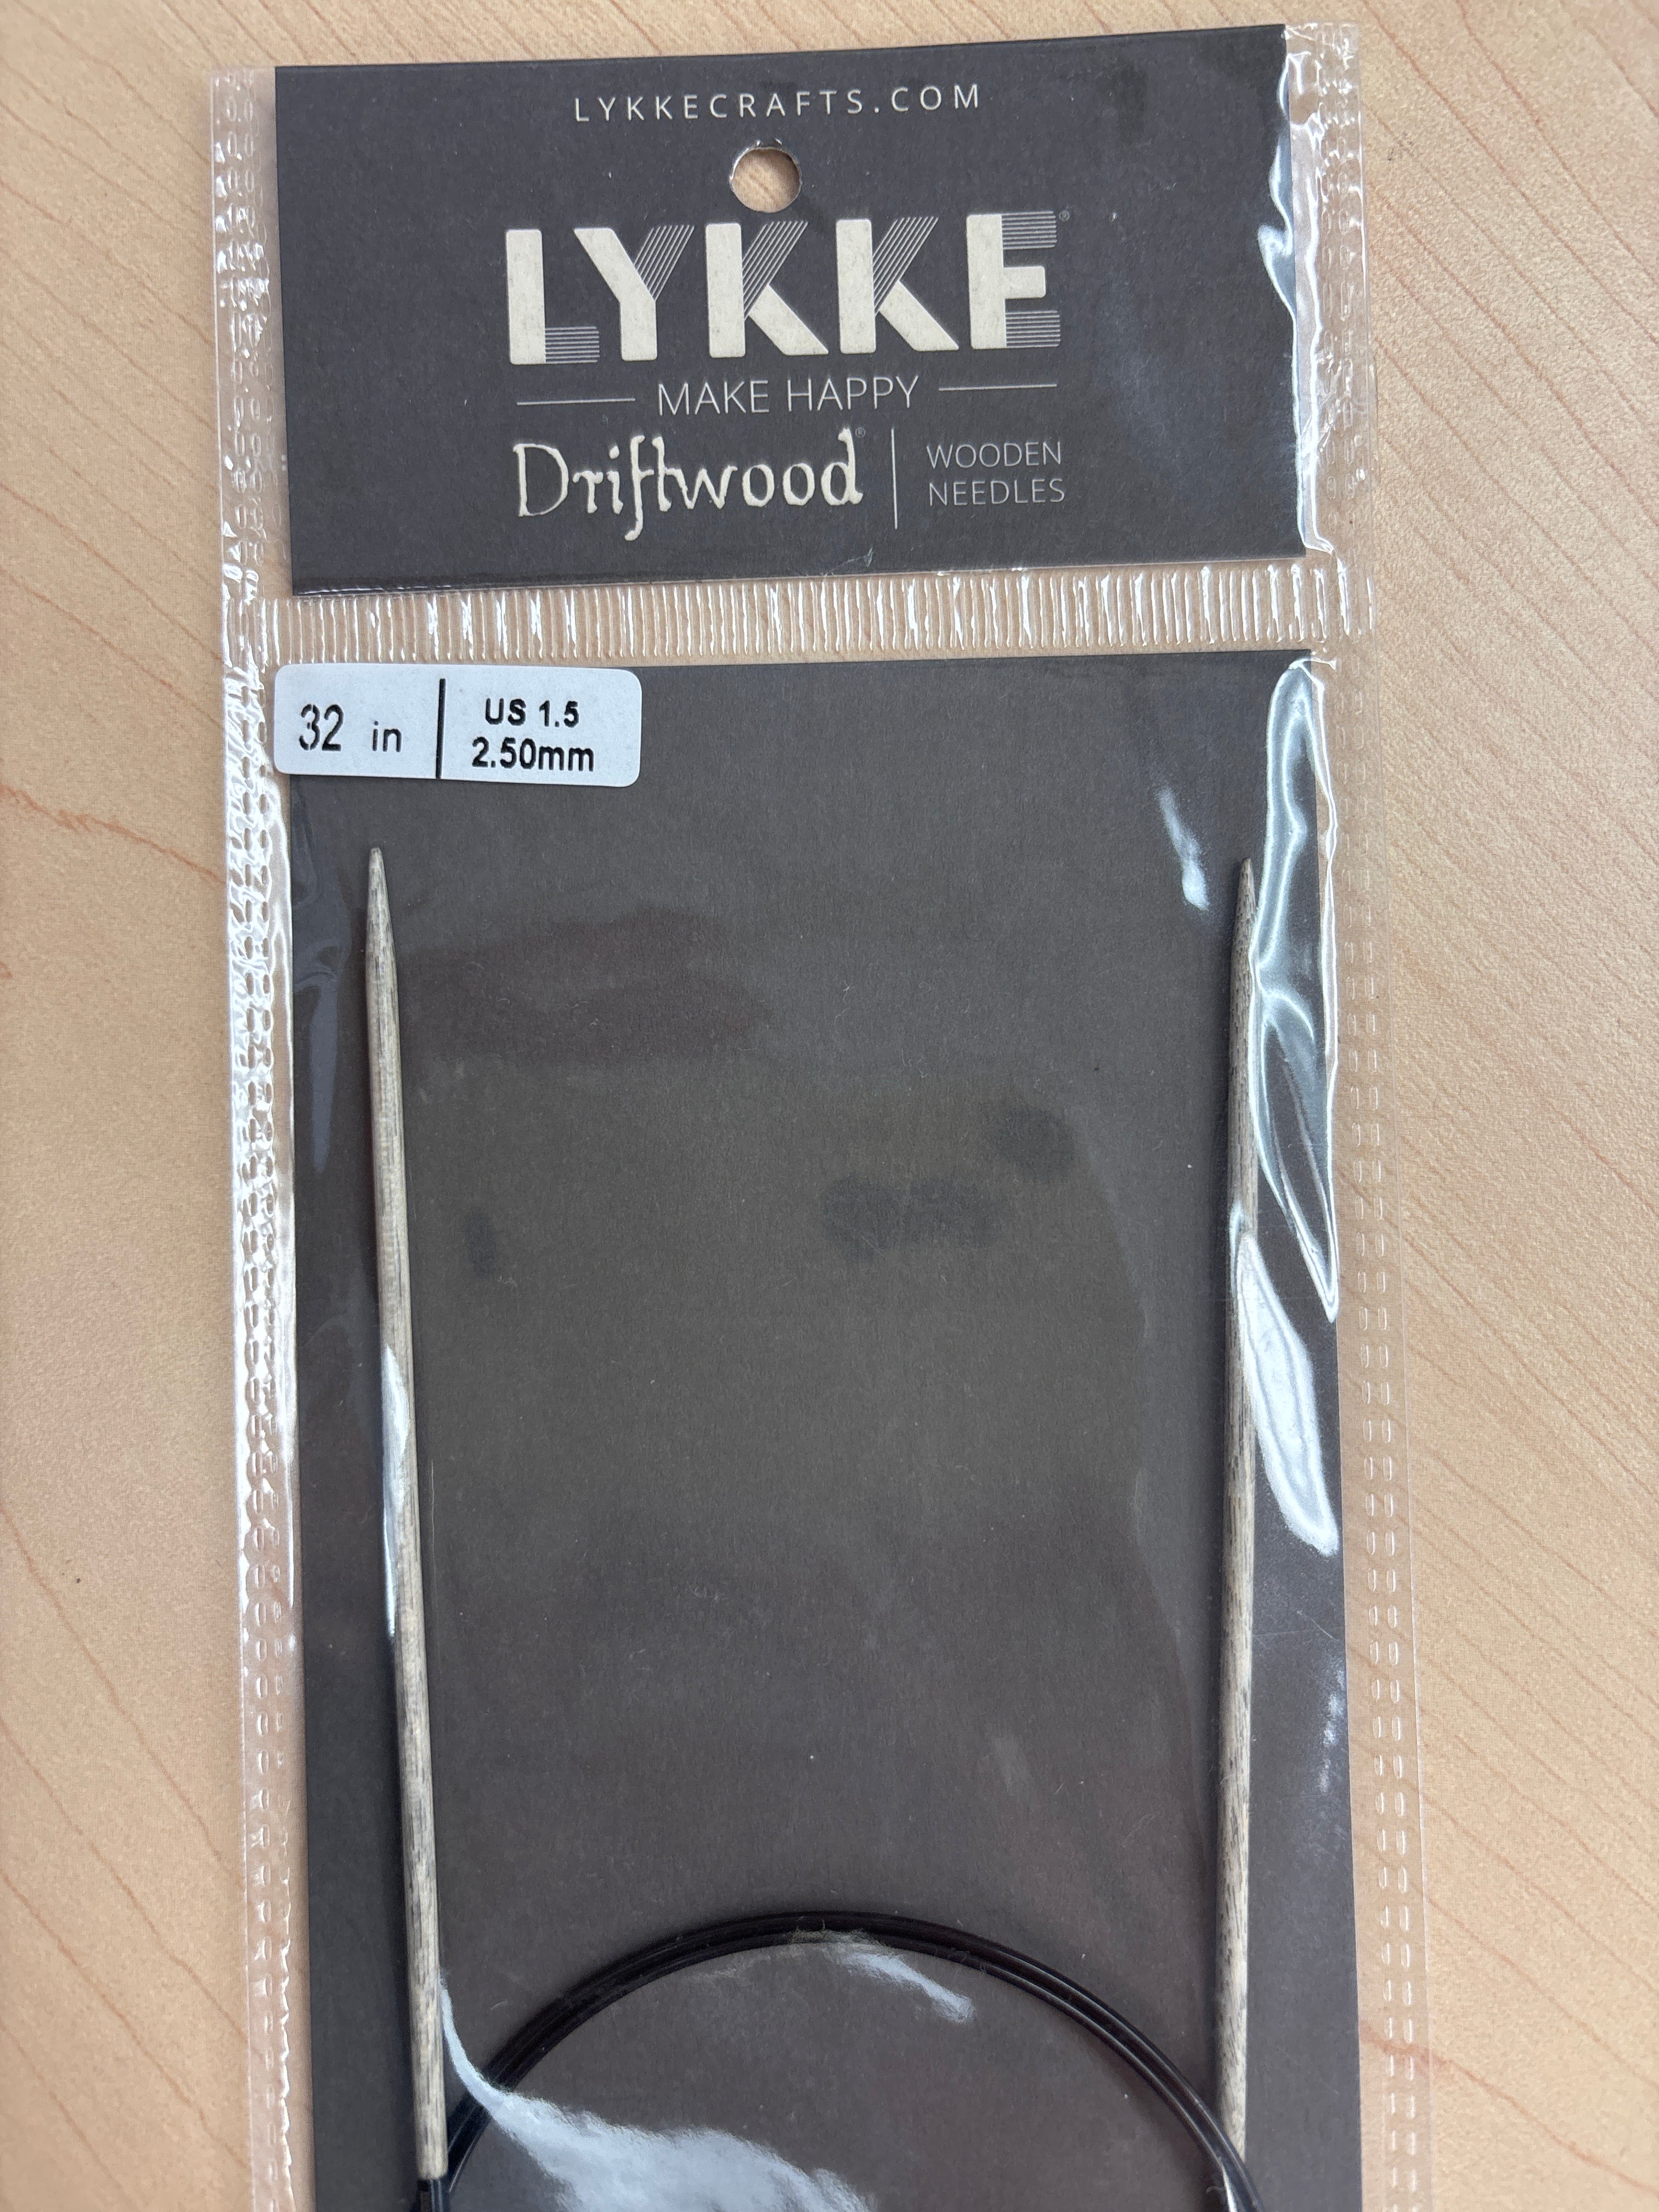 LYKKECRAFTS.COM
LYKKE®
MAKE HAPPY
Driftwood® | WOODEN NEEDLES
32 in | US 1.5
2.50mm